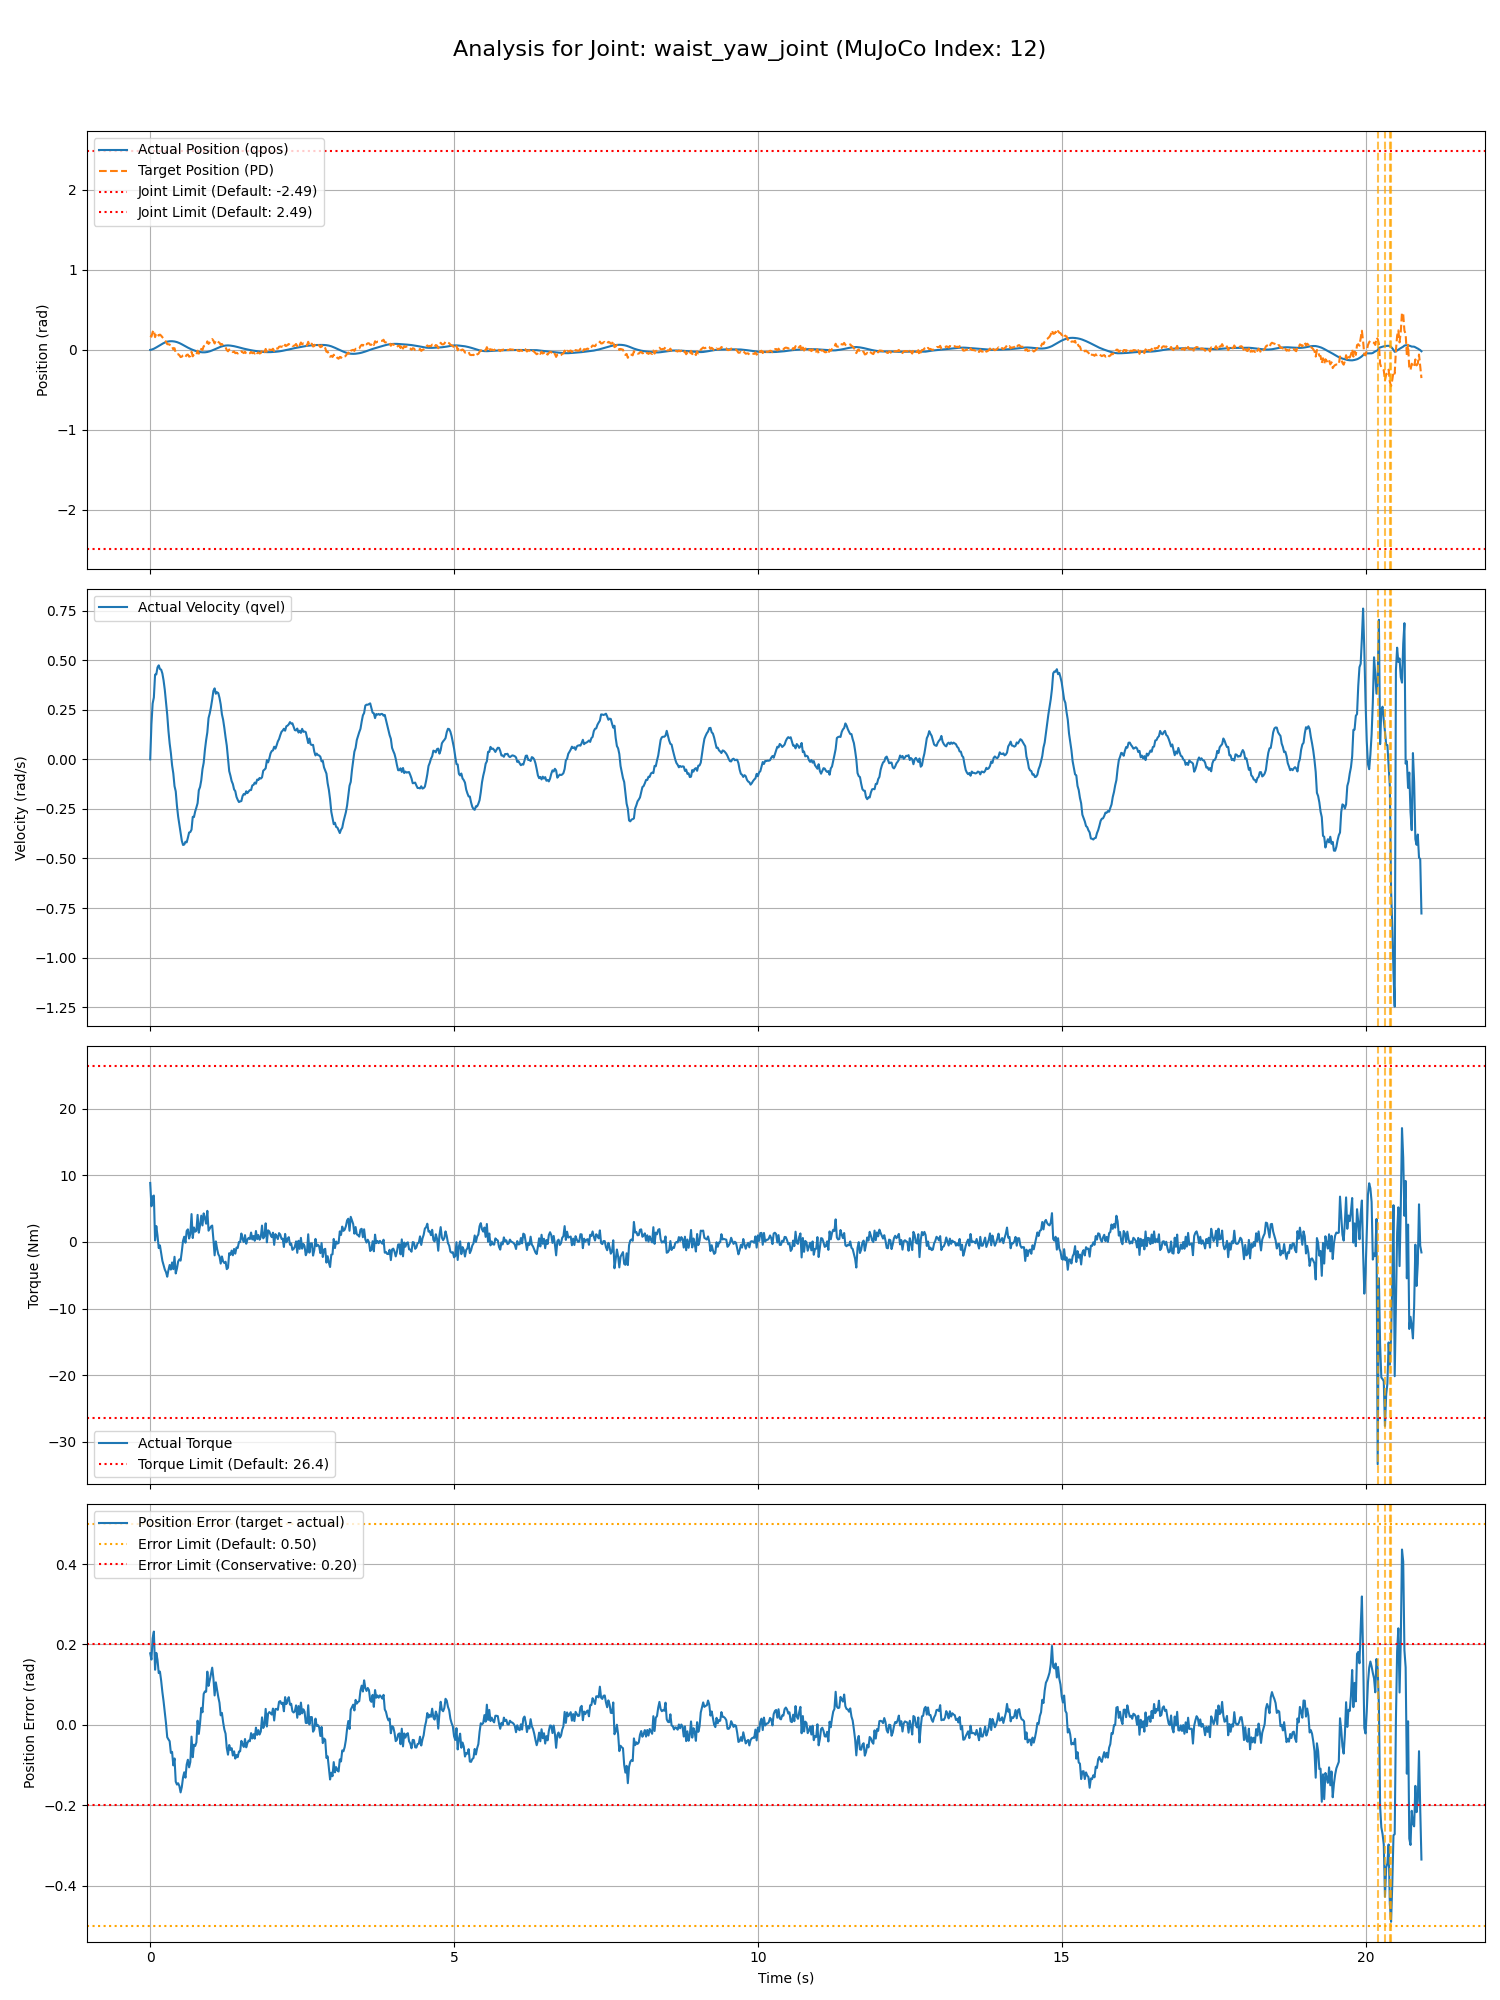 Analysis for Joint: waist_yaw_joint (MuJoCo Index: 12)
Actual Position (qpos)
Target Position (PD)
Joint Limit (Default: -2.49)
Joint Limit (Default: 2.49)
Position (rad)
2
1
0
−1
−2
Actual Velocity (qvel)
Velocity (rad/s)
0.75
0.50
0.25
0.00
−0.25
−0.50
−0.75
−1.00
−1.25
Torque (Nm)
20
10
0
−10
−20
−30
Actual Torque
Torque Limit (Default: 26.4)
Position Error (target - actual)
Error Limit (Default: 0.50)
Error Limit (Conservative: 0.20)
Position Error (rad)
0.4
0.2
0.0
−0.2
−0.4
0 5 10 15 20
Time (s)